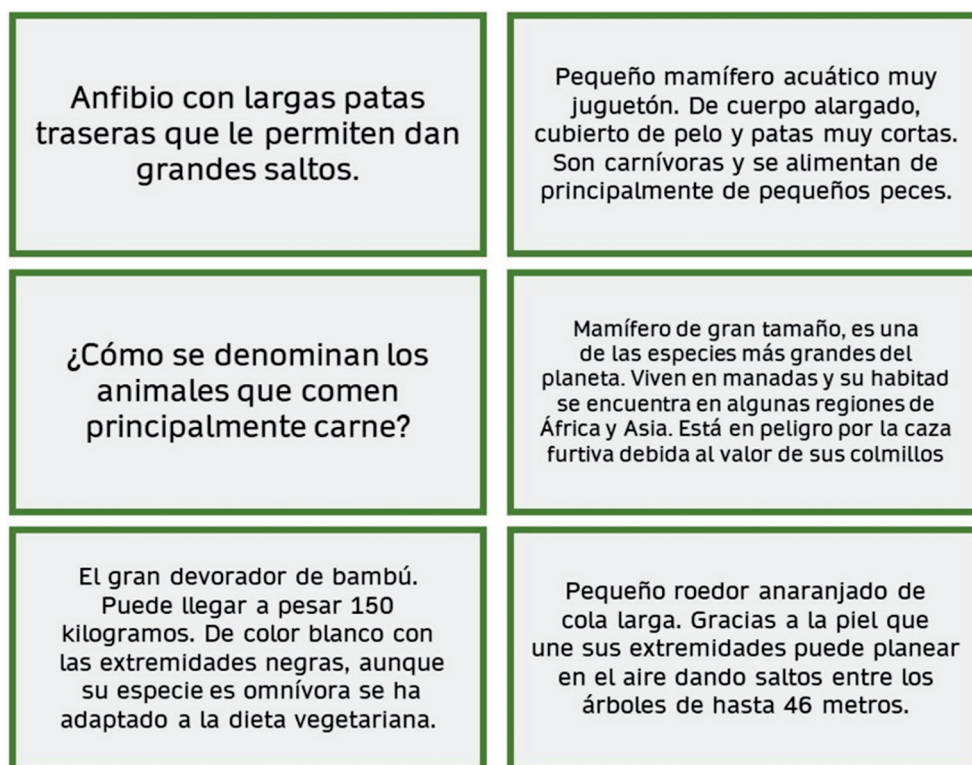 Anfibio con largas patas
traseras que le permiten dan
grandes saltos.
Pequeño mamífero acuático muy
juguetón. De cuerpo alargado,
cubierto de pelo y patas muy cortas.
Son carnívoras y se alimentan de
principalmente de pequeños peces.
¿Cómo se denominan los
animales que comen
principalmente carne?
Mamífero de gran tamaño, es una
de las especies más grandes del
planeta. Viven en manadas y su habitad
se encuentra en algunas regiones de
África y Asia. Está en peligro por la caza
furtiva debida al valor de sus colmillos
El gran devorador de bambú.
Puede llegar a pesar 150
kilogramos. De color blanco con
las extremidades negras, aunque
su especie es omnívora se ha
adaptado a la dieta vegetariana.
Pequeño roedor anaranjado de
cola larga. Gracias a la piel que
une sus extremidades puede planear
en el aire dando saltos entre los
árboles de hasta 46 metros.